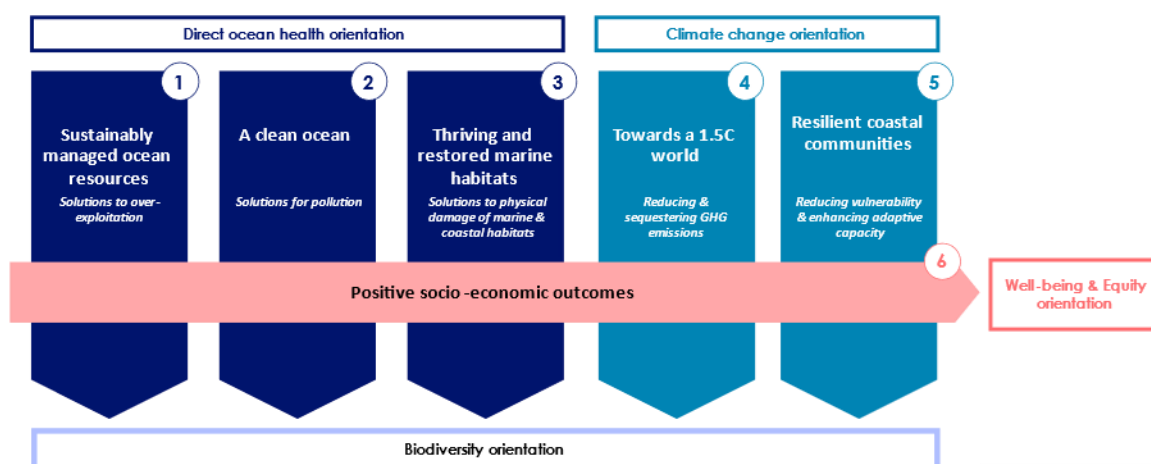 Direct ocean health orientation
Climate change orientation
1
Sustainably
managed ocean
resources
Solutions to over-
exploitation
2
A clean ocean
Solutions for pollution
3
Thriving and
restored marine
habitats
Solutions to physical
damage of marine &
coastal habitats
4
Towards a 1.5C
world
Reducing &
sequestering GHG
emissions
5
Resilient coastal
communities
Reducing vulnerability
& enhancing adaptive
capacity
6
Positive socio-economic outcomes
Well-being & Equity
orientation
Biodiversity orientation